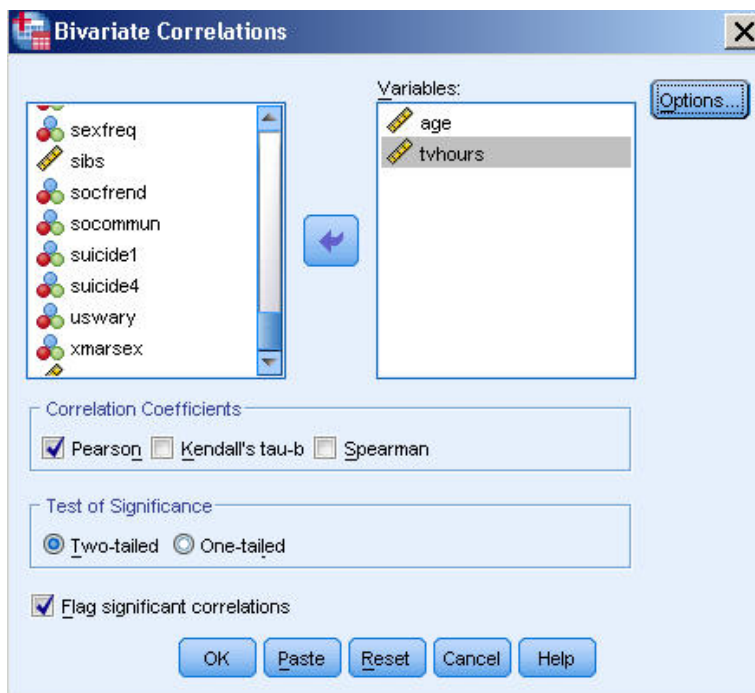 Bivariate Correlations
Variables:
Options...
sexfreq
sibs
socfrend
socommun
suicide1
suicide4
uswary
xmarsex
age
tvhours
Correlation Coefficients
Pearson Kendall's tau-b Spearman
Test of Significance
Two-tailed One-tailed
Flag significant correlations
OK Paste Reset Cancel Help